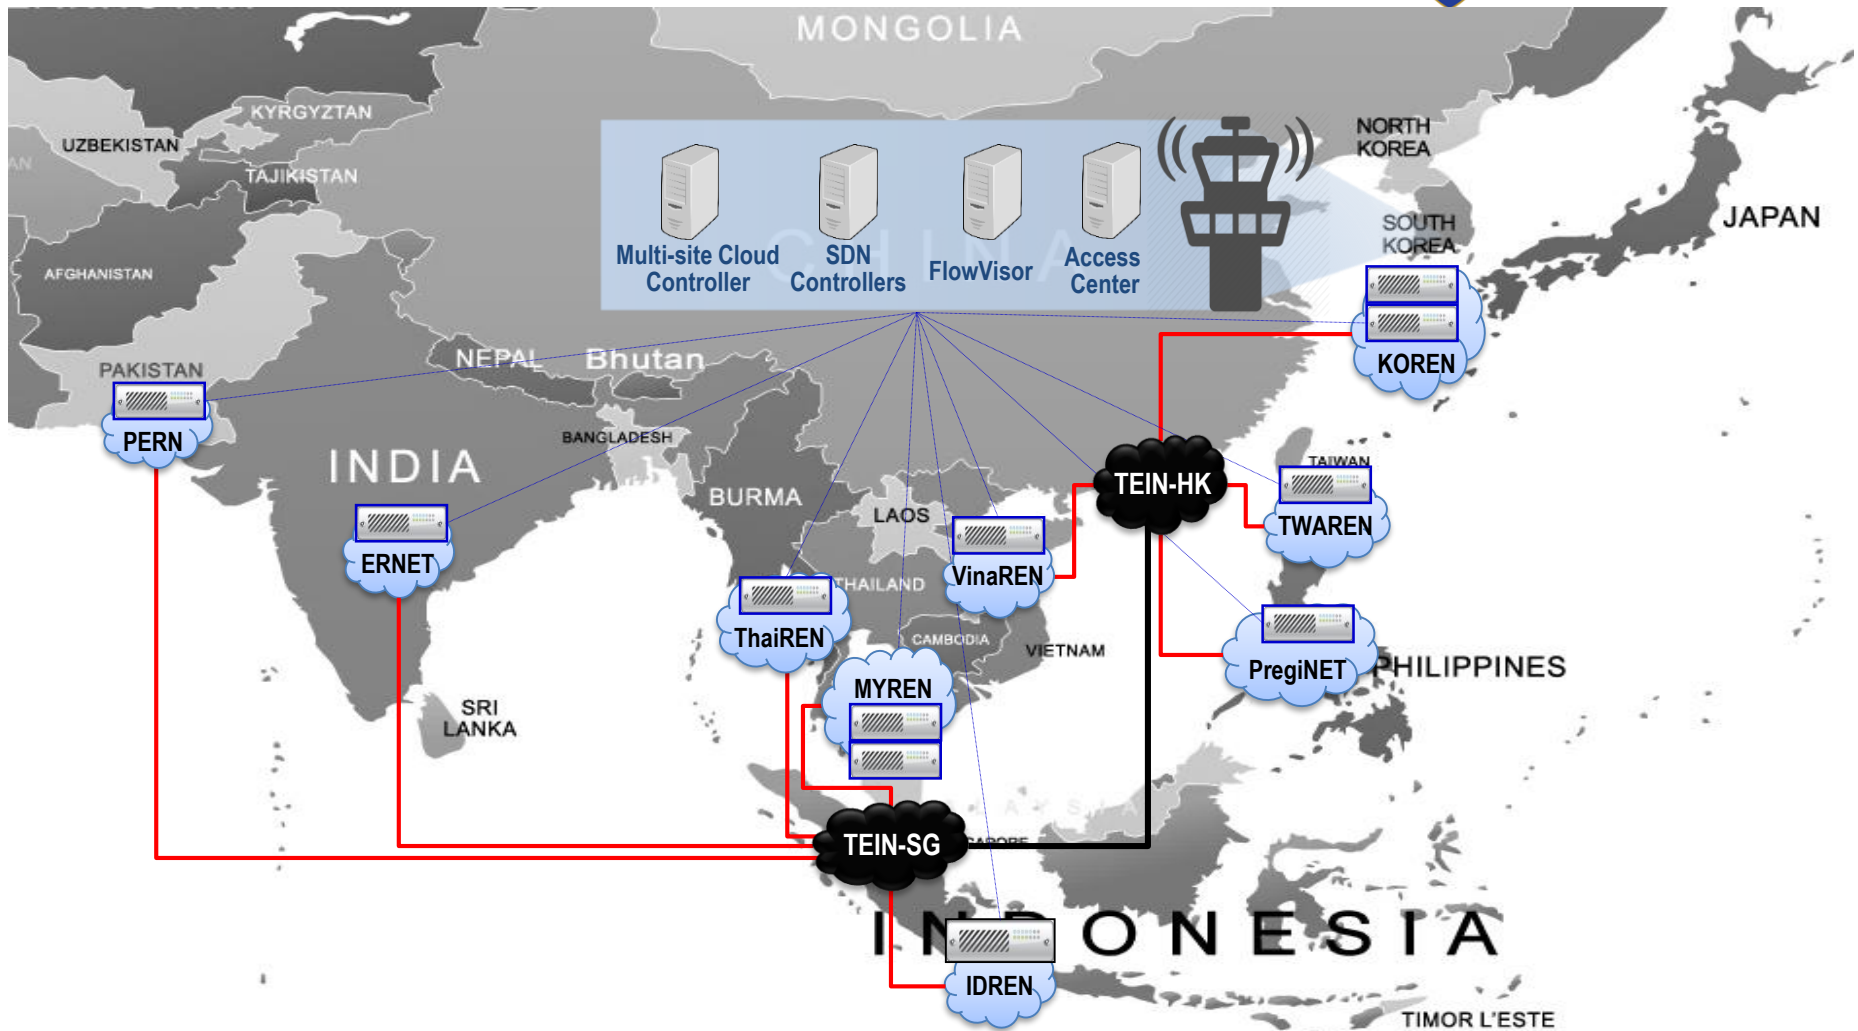 MONGOLIA
KYRGYZTAN
UZBEKISTAN
TAJIKISTAN
AFGHANISTAN
NORTH
KOREA
SOUTH
KOREA
JAPAN
CHINA
Multi-site Cloud
Controller
SDN
Controllers
FlowVisor
Access
Center
KOREN
PAKISTAN
PERN
NEPAL
Bhutan
BANGLADESH
INDIA
BURMA
LAOS
TEIN-HK
TAIWAN
TWAREN
ERNET
VinaREN
THAILAND
ThaiREN
CAMBODIA
VIETNAM
PregiNET
PHILIPPINES
MYREN
SRI
LANKA
TEIN-SG
INDONESIA
IDREN
TIMOR L'ESTE